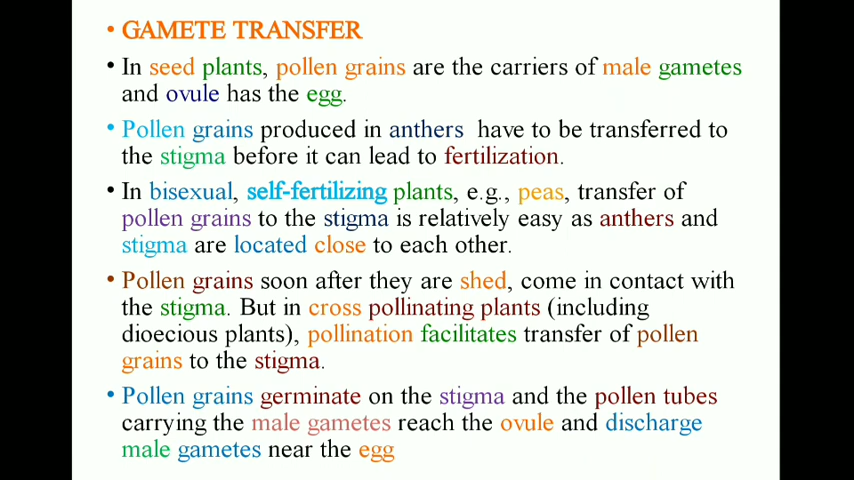 • GAMETE TRANSFER
• In seed plants, pollen grains are the carriers of male gametes
and ovule has the egg.
• Pollen grains produced in anthers have to be transferred to
the stigma before it can lead to fertilization.
• In bisexual, self-fertilizing plants, e.g., peas, transfer of
pollen grains to the stigma is relatively easy as anthers and
stigma are located close to each other.
• Pollen grains soon after they are shed, come in contact with
the stigma. But in cross pollinating plants (including
dioecious plants), pollination facilitates transfer of pollen
grains to the stigma.
• Pollen grains germinate on the stigma and the pollen tubes
carrying the male gametes reach the ovule and discharge
male gametes near the egg